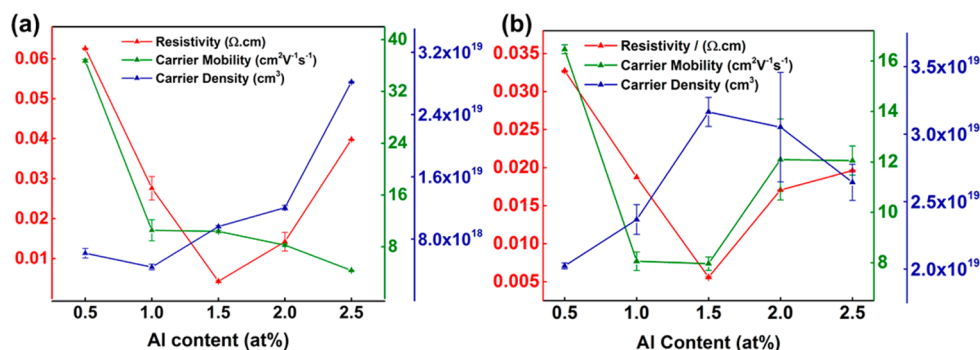 (a)
Resistivity (Ω.cm)
Carrier Mobility (cm²V⁻¹s⁻¹)
Carrier Density (cm³)
0.06
0.05
0.04
0.03
0.02
0.01
0.5 1.0 1.5 2.0 2.5
Al content (at%)
40
32
24
16
8
3.2x10¹⁹
2.4x10¹⁹
1.6x10¹⁹
8.0x10¹⁸
(b)
Resistivity / (Ω.cm)
Carrier Mobility (cm²V⁻¹s⁻¹)
Carrier Density (cm³)
0.035
0.030
0.025
0.020
0.015
0.010
0.005
0.5 1.0 1.5 2.0 2.5
Al Content (at%)
16
14
12
10
8
3.5x10¹⁹
3.0x10¹⁹
2.5x10¹⁹
2.0x10¹⁹